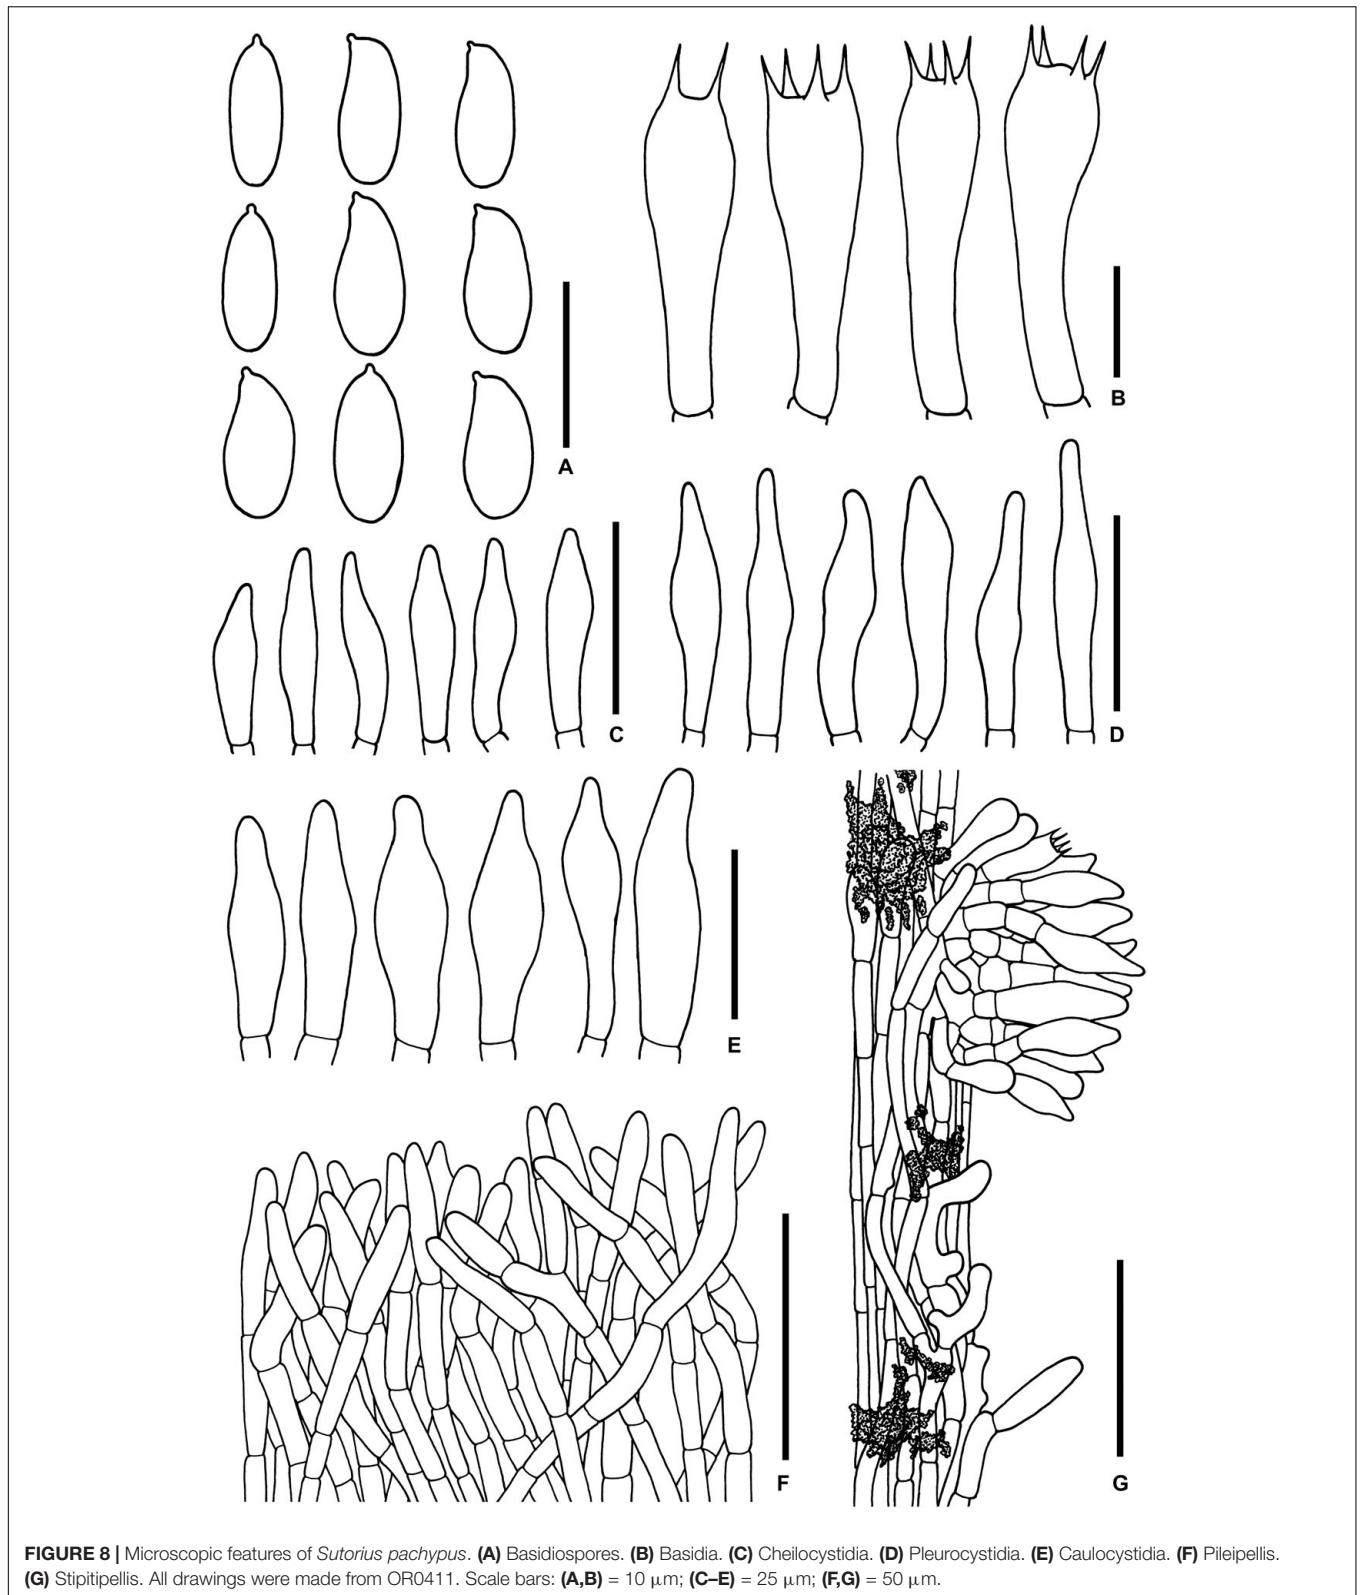 A
B
C
D
E
F
G
FIGURE 8 | Microscopic features of Sutorius pachypus. (A) Basidiospores. (B) Basidia. (C) Cheilocystidia. (D) Pleurocystidia. (E) Caulocystidia. (F) Pileipellis.
(G) Stipitipellis. All drawings were made from OR0411. Scale bars: (A,B) = 10 μm; (C–E) = 25 μm; (F,G) = 50 μm.